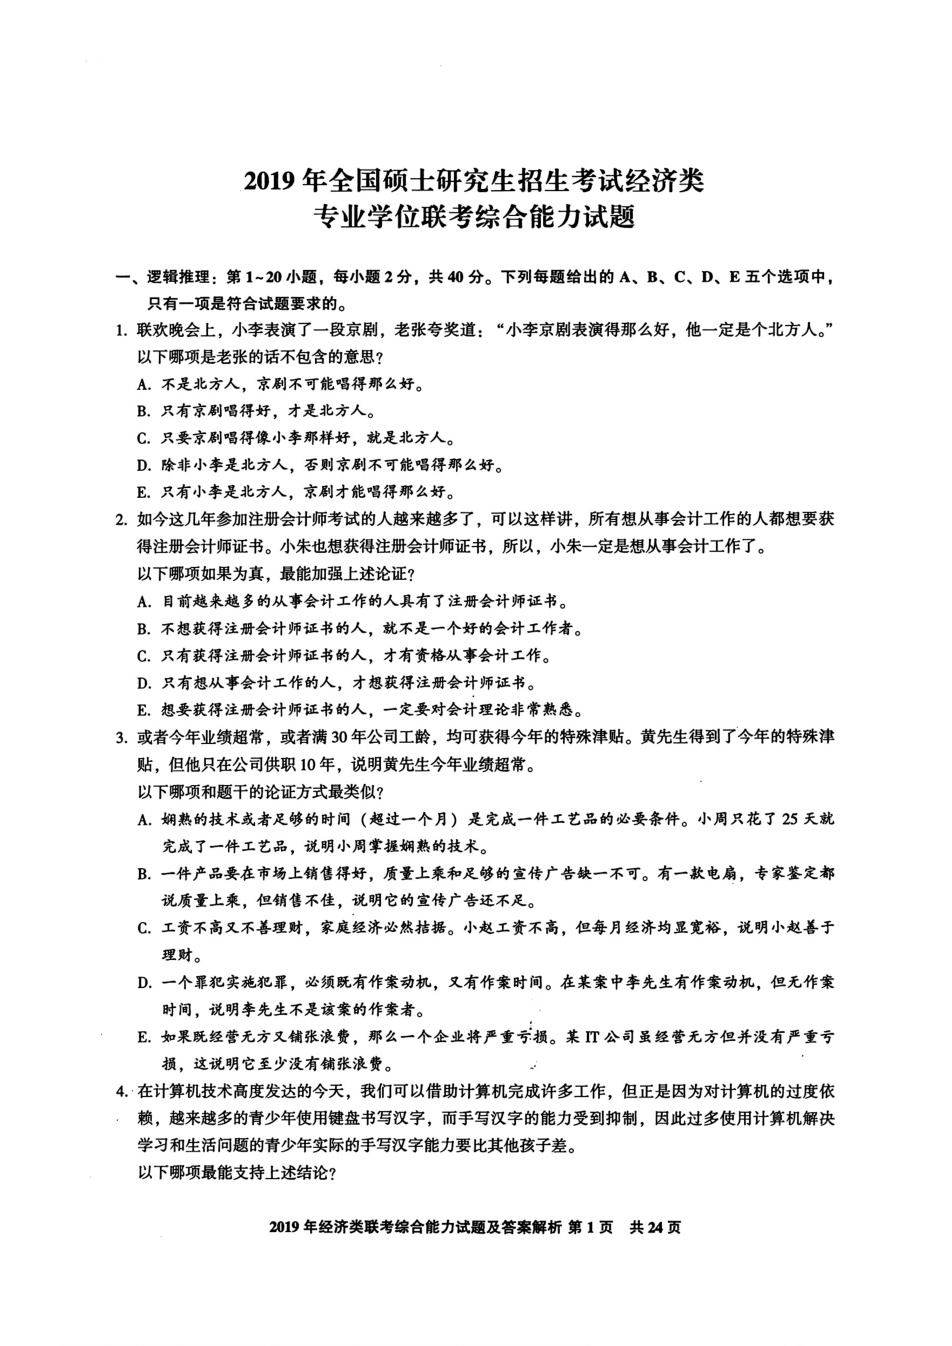 2019 年全国硕士研究生招生考试经济类
专业学位联考综合能力试题
一、逻辑推理：第 1~20 小题，每小题 2 分，共 40 分。下列每题给出的 A、B、C、D、E 五个选项中，
只有一项是符合试题要求的。
1. 联欢晚会上，小李表演了一段京剧，老张夸奖道：“小李京剧表演得那么好，他一定是个北方人。”
以下哪项是老张的话不包含的意思？
A. 不是北方人，京剧不可能唱得那么好。
B. 只有京剧唱得好，才是北方人。
C. 只要京剧唱得像小李那样好，就是北方人。
D. 除非小李是北方人，否则京剧不可能唱得那么好。
E. 只有小李是北方人，京剧才能唱得那么好。
2. 如今这几年参加注册会计师考试的人越来越多了，可以这样讲，所有想从事会计工作的人都想要获
得注册会计师证书。小朱也想获得注册会计师证书，所以，小朱一定是想从事会计工作了。
以下哪项如果为真，最能加强上述论证？
A. 目前越来越多的从事会计工作的人具有了注册会计师证书。
B. 不想获得注册会计师证书的人，就不是一个好的会计工作者。
C. 只有获得注册会计师证书的人，才有资格从事会计工作。
D. 只有想从事会计工作的人，才想获得注册会计师证书。
E. 想要获得注册会计师证书的人，一定要对会计理论非常熟悉。
3. 或者今年业绩超常，或者满 30 年公司工龄，均可获得今年的特殊津贴。黄先生得到了今年的特殊津
贴，但他只在公司供职 10 年，说明黄先生今年业绩超常。
以下哪项和题干的论证方式最类似？
A. 娴熟的技术或者足够的时间（超过一个月）是完成一件工艺品的必要条件。小周只花了 25 天就
完成了一件工艺品，说明小周掌握娴熟的技术。
B. 一件产品要在市场上销售得好，质量上乘和足够的宣传广告缺一不可。有一款电扇，专家鉴定都
说质量上乘，但销售不佳，说明它的宣传广告还不足。
C. 工资不高又不善理财，家庭经济必然拮据。小赵工资不高，但每月经济均显宽裕，说明小赵善于
理财。
D. 一个罪犯实施犯罪，必须既有作案动机，又有作案时间。在某案中李先生有作案动机，但无作案
时间，说明李先生不是该案的作案者。
E. 如果既经营无方又铺张浪费，那么一个企业将严重亏损。某 IT 公司虽经营无方但并没有严重亏
损，这说明它至少没有铺张浪费。
4. 在计算机技术高度发达的今天，我们可以借助计算机完成许多工作，但正是因为对计算机的过度依
赖，越来越多的青少年使用键盘书写汉字，而手写汉字的能力受到抑制，因此过多使用计算机解决
学习和生活问题的青少年实际的手写汉字能力要比其他孩子差。
以下哪项最能支持上述结论？
2019 年经济类联考综合能力试题及答案解析 第 1 页 共 24 页